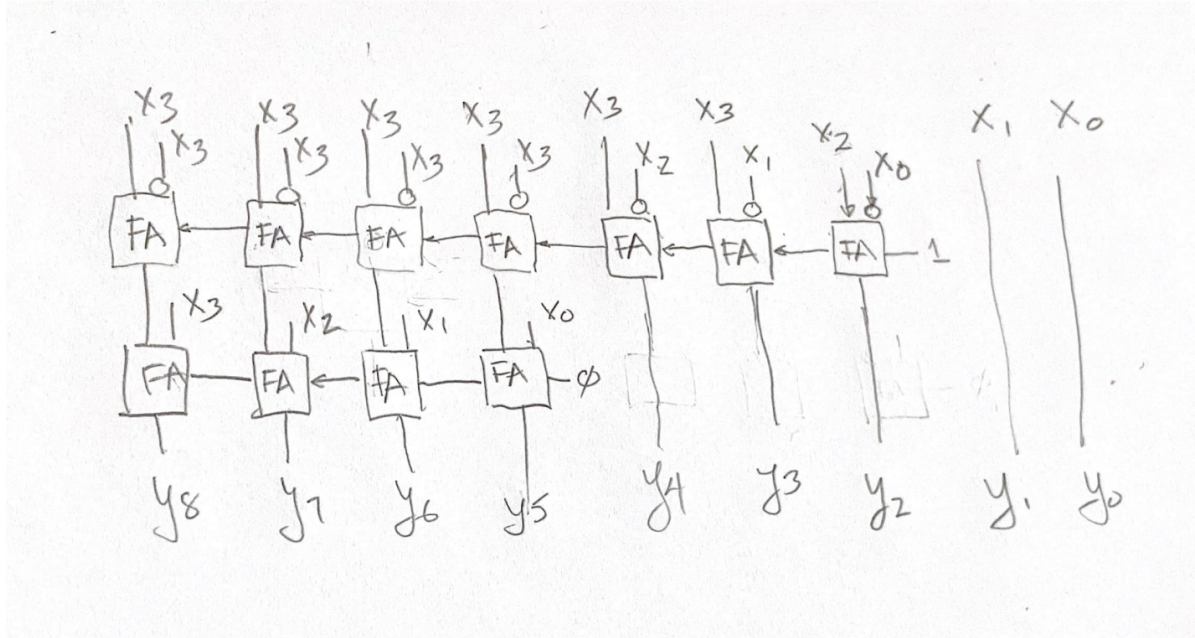 x3 x3 x3 x3 x3 x3 x2 x1 x0
x3 x3 x3 x3 x2 x1 x0
FA FA FA FA FA FA FA 1
x3 x2 x1 x0
FA FA FA FA φ
y8 y7 y6 y5 y4 y3 y2 y1 y0